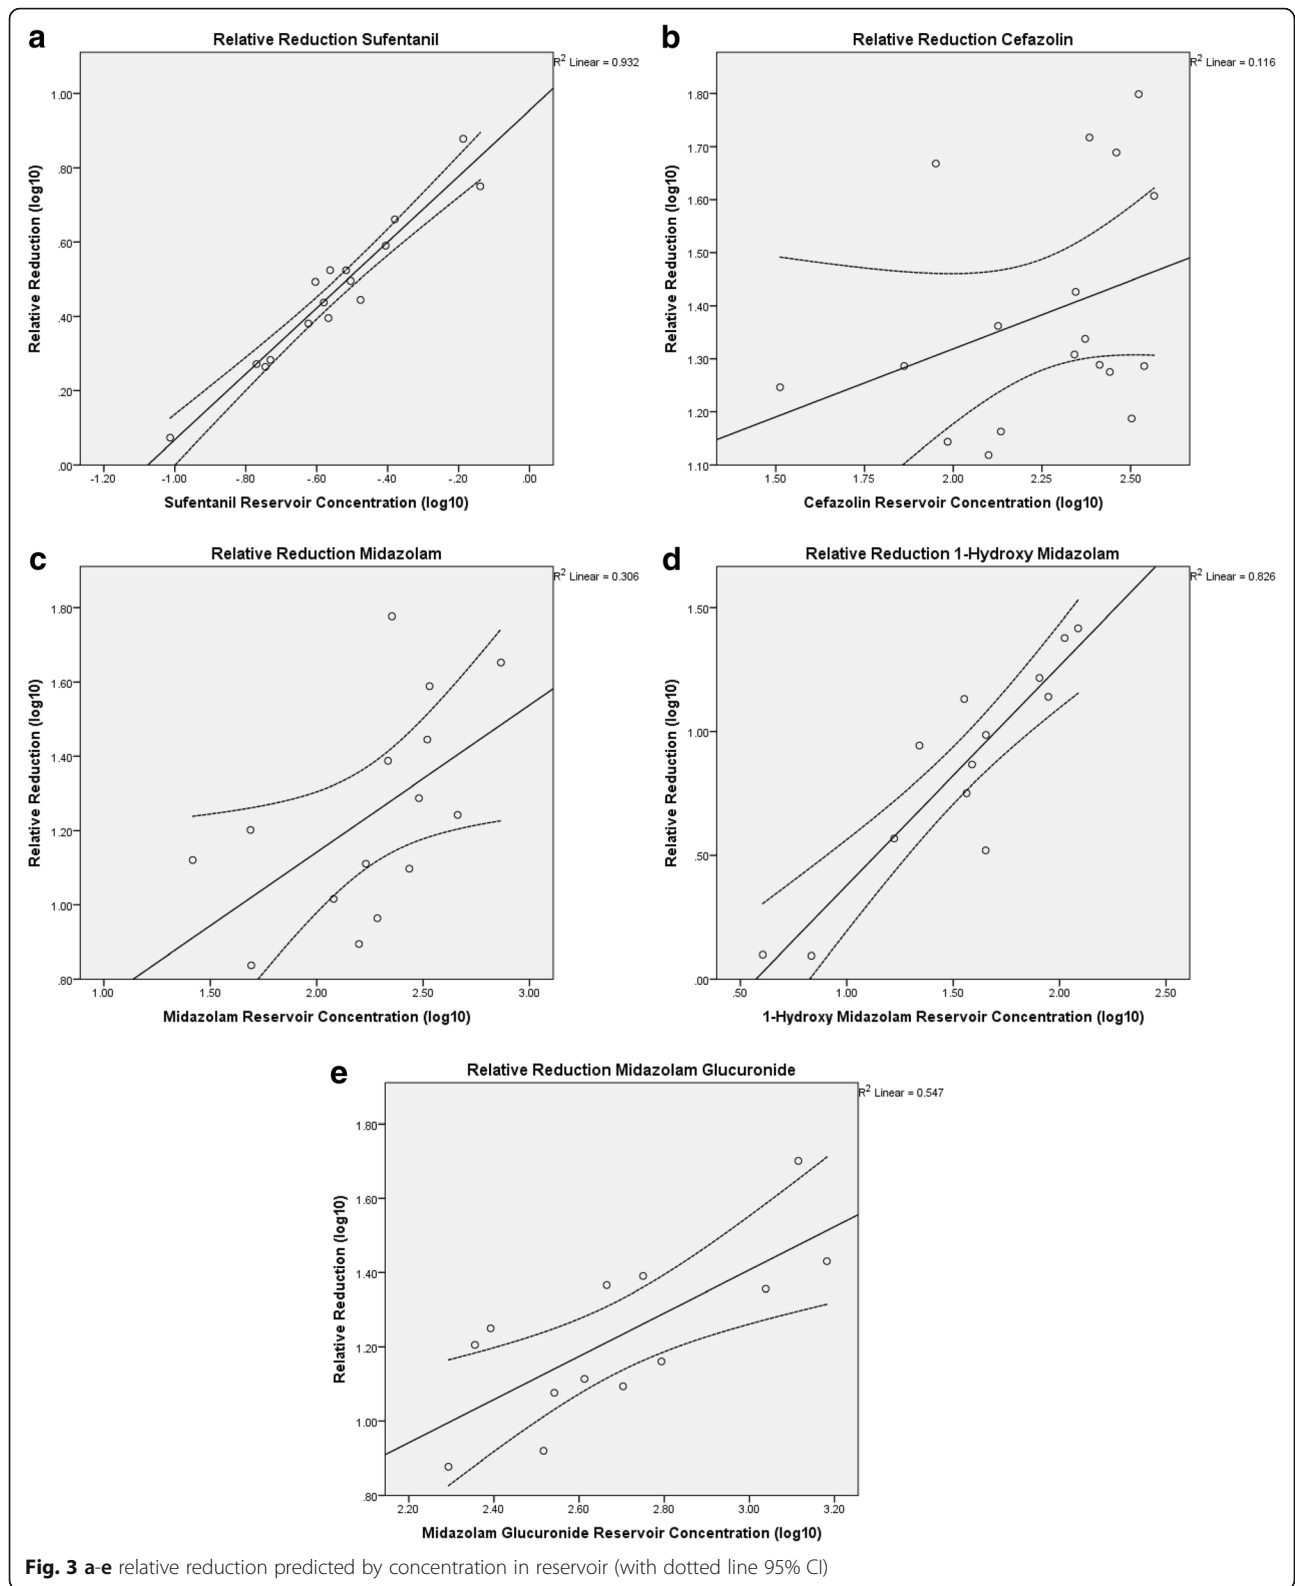 a
Relative Reduction Sufentanil
R2 Linear = 0.932
1.00
.80
.60
.40
.20
.00
Relative Reduction (log10)
-1.20 -1.00 -.80 -.60 -.40 -.20 .00
Sufentanil Reservoir Concentration (log10)
b
Relative Reduction Cefazolin
R2 Linear = 0.116
1.80
1.70
1.60
1.50
1.40
1.30
1.20
1.10
Relative Reduction (log10)
1.50 1.75 2.00 2.25 2.50
Cefazolin Reservoir Concentration (log10)
c
Relative Reduction Midazolam
R2 Linear = 0.306
1.80
1.60
1.40
1.20
1.00
.80
Relative Reduction (log10)
1.00 1.50 2.00 2.50 3.00
Midazolam Reservoir Concentration (log10)
d
Relative Reduction 1-Hydroxy Midazolam
R2 Linear = 0.826
1.50
1.00
.50
.00
Relative Reduction (log10)
.50 1.00 1.50 2.00 2.50
1-Hydroxy Midazolam Reservoir Concentration (log10)
e
Relative Reduction Midazolam Glucuronide
R2 Linear = 0.547
1.80
1.60
1.40
1.20
1.00
.80
Relative Reduction (log10)
2.20 2.40 2.60 2.80 3.00 3.20
Midazolam Glucuronide Reservoir Concentration (log10)
Fig. 3 a-e relative reduction predicted by concentration in reservoir (with dotted line 95% CI)